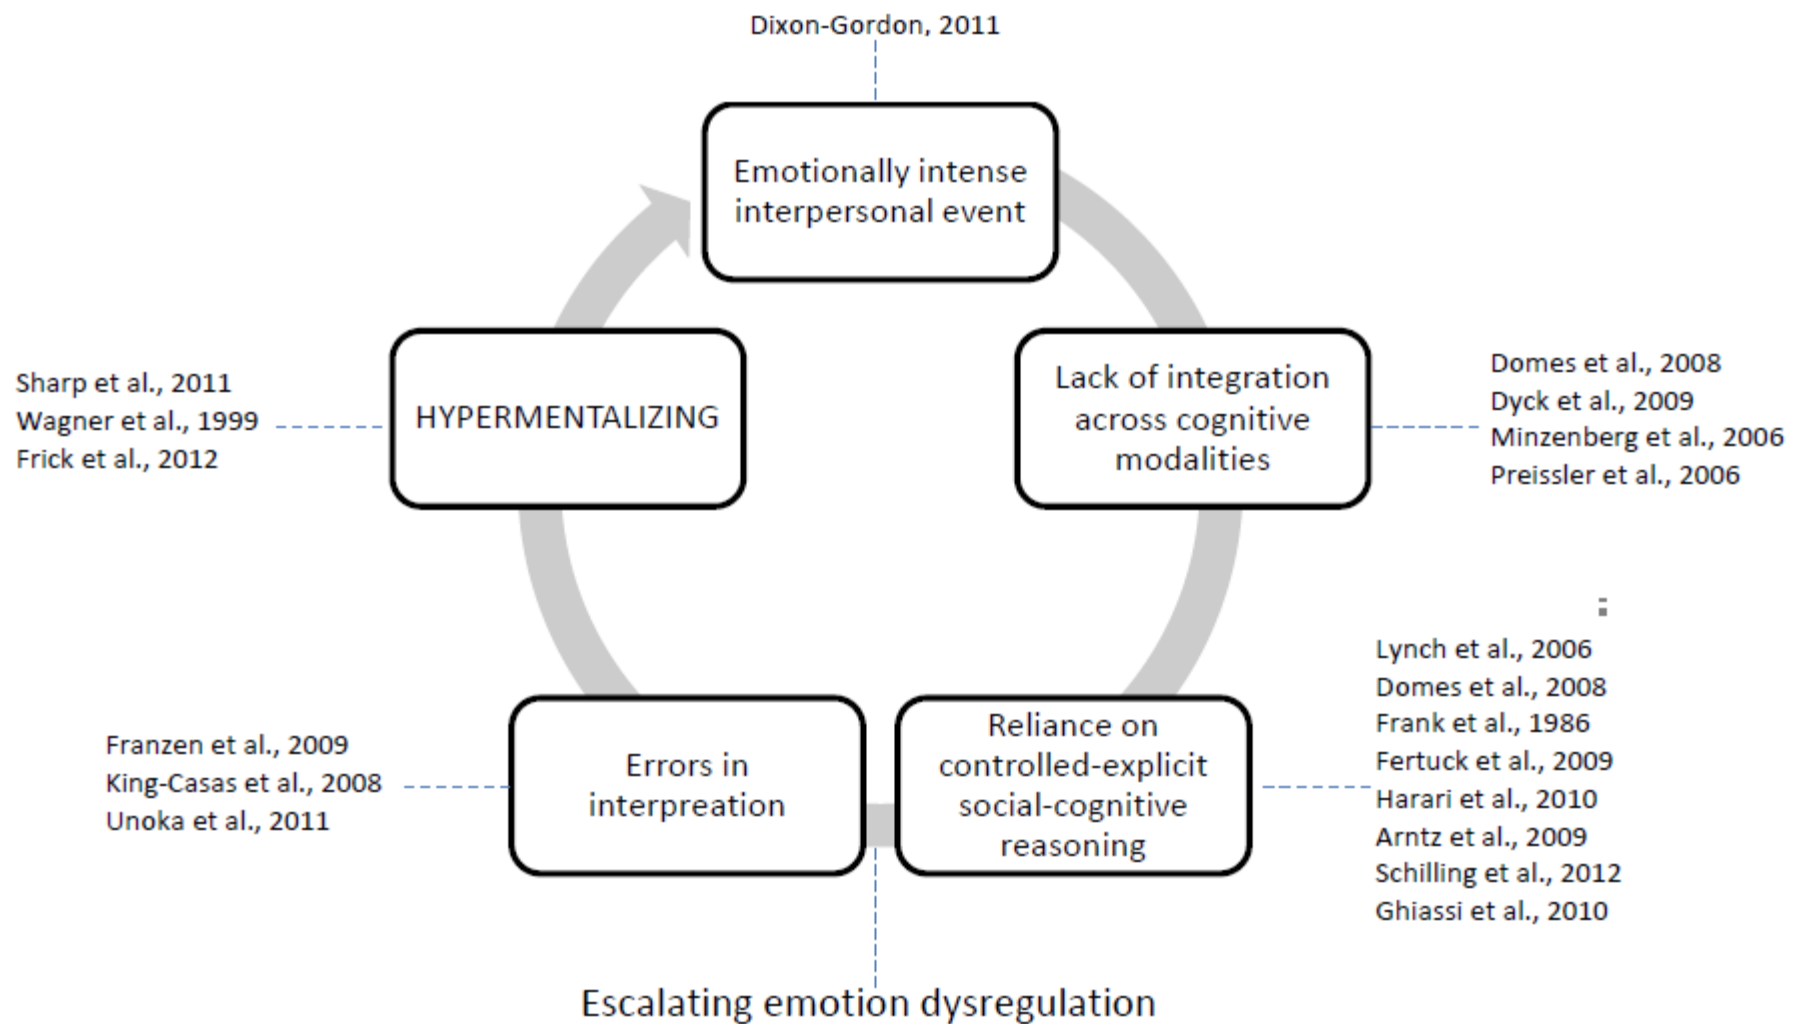 Dixon-Gordon, 2011
Emotionally intense
interpersonal event
Lack of integration
across cognitive
modalities
Domes et al., 2008
Dyck et al., 2009
Minzenberg et al., 2006
Preissler et al., 2006
Reliance on
controlled-explicit
social-cognitive
reasoning
Lynch et al., 2006
Domes et al., 2008
Frank et al., 1986
Fertuck et al., 2009
Harari et al., 2010
Arntz et al., 2009
Schilling et al., 2012
Ghiassi et al., 2010
Escalating emotion dysregulation
Errors in
interpreation
Franzen et al., 2009
King-Casas et al., 2008
Unoka et al., 2011
HYPERMENTALIZING
Sharp et al., 2011
Wagner et al., 1999
Frick et al., 2012